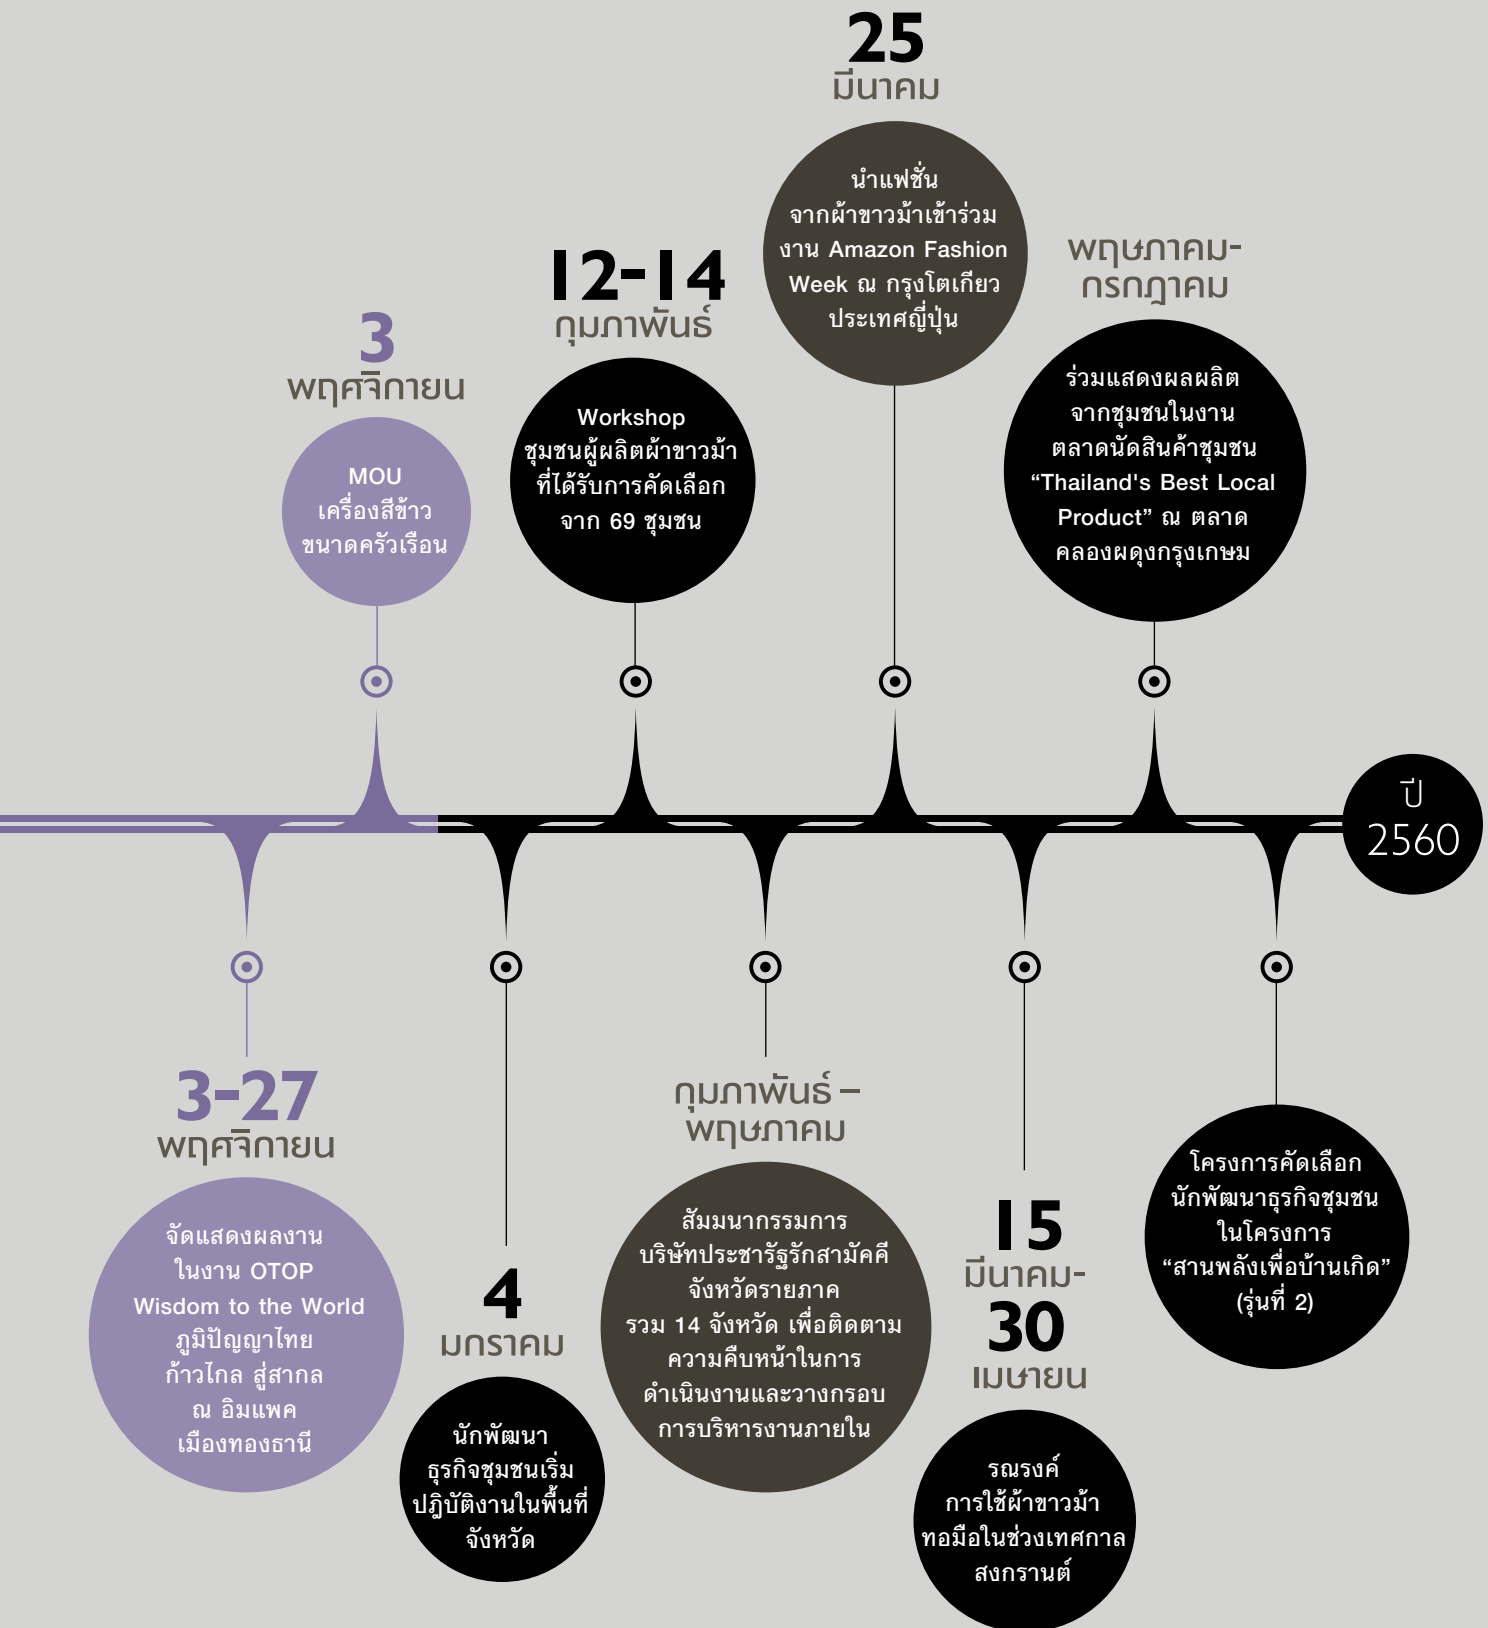 25
มีนาคม
นำแฟชั่น
จากผ้าขาวม้าเข้าร่วม
งาน Amazon Fashion
Week ณ กรุงโตเกียว
ประเทศญี่ปุ่น
พฤษภาคม-
กรกฎาคม
ร่วมแสดงผลผลิต
จากชุมชนในงาน
ตลาดนัดสินค้าชุมชน
“Thailand's Best Local
Product” ณ ตลาด
คลองผดุงกรุงเกษม
12-14
กุมภาพันธ์
Workshop
ชุมชนผู้ผลิตผ้าขาวม้า
ที่ได้รับการคัดเลือก
จาก 69 ชุมชน
3
พฤศจิกายน
MOU
เครื่องสีข้าว
ขนาดครัวเรือน
ปี
2560
3-27
พฤศจิกายน
จัดแสดงผลงาน
ในงาน OTOP
Wisdom to the World
ภูมิปัญญาไทย
ก้าวไกล สู่สากล
ณ อิมแพค
เมืองทองธานี
4
มกราคม
นักพัฒนา
ธุรกิจชุมชนเริ่ม
ปฎิบัติงานในพื้นที่
จังหวัด
กุมภาพันธ์ –
พฤษภาคม
สัมมนากรรมการ
บริษัทประชารัฐรักสามัคคี
จังหวัดรายภาค
รวม 14 จังหวัด เพื่อติดตาม
ความคืบหน้าในการ
ดำเนินงานและวางกรอบ
การบริหารงานภายใน
15
มีนาคม-
30
เมษายน
รณรงค์
การใช้ผ้าขาวม้า
ทอมือในช่วงเทศกาล
สงกรานต์
โครงการคัดเลือก
นักพัฒนาธุรกิจชุมชน
ในโครงการ
“สานพลังเพื่อบ้านเกิด”
(รุ่นที่ 2)